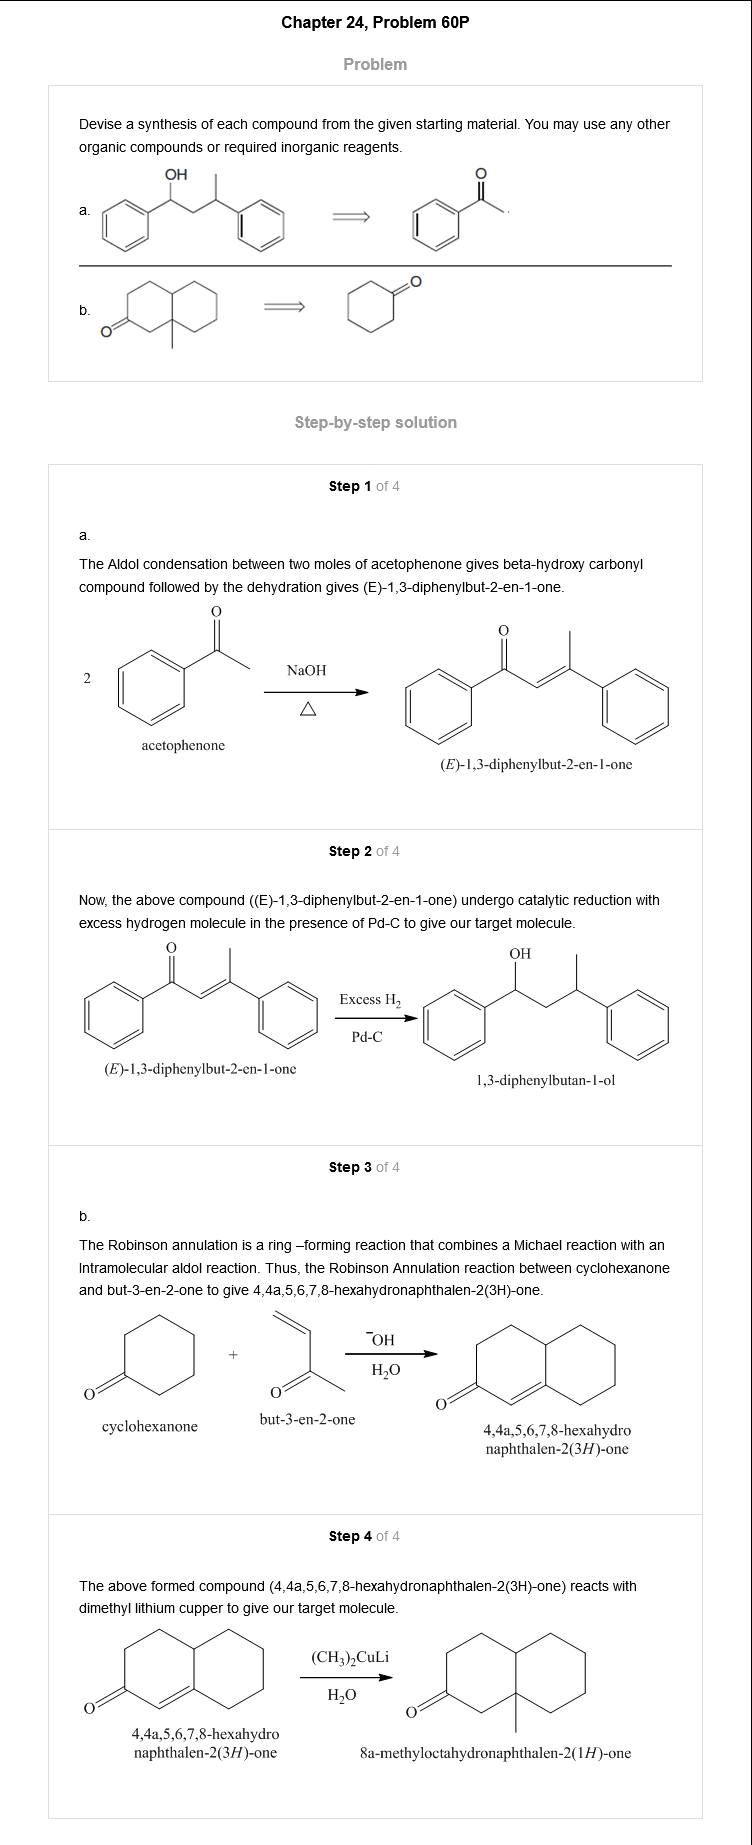 Chapter 24, Problem 60P
Problem
Devise a synthesis of each compound from the given starting material. You may use any other
organic compounds or required inorganic reagents.
OH
O
a.
b.
O
O
Step-by-step solution
Step 1 of 4
a.
The Aldol condensation between two moles of acetophenone gives beta-hydroxy carbonyl
compound followed by the dehydration gives (E)-1,3-diphenylbut-2-en-1-one.
O
O
2
NaOH
△
acetophenone
(E)-1,3-diphenylbut-2-en-1-one
Step 2 of 4
Now, the above compound ((E)-1,3-diphenylbut-2-en-1-one) undergo catalytic reduction with
excess hydrogen molecule in the presence of Pd-C to give our target molecule.
O
OH
Excess H₂
Pd-C
(E)-1,3-diphenylbut-2-en-1-one
1,3-diphenylbutan-1-ol
Step 3 of 4
b.
The Robinson annulation is a ring –forming reaction that combines a Michael reaction with an
Intramolecular aldol reaction. Thus, the Robinson Annulation reaction between cyclohexanone
and but-3-en-2-one to give 4,4a,5,6,7,8-hexahydronaphthalen-2(3H)-one.
+
⁻OH
H₂O
O
O
O
cyclohexanone
but-3-en-2-one
4,4a,5,6,7,8-hexahydro
naphthalen-2(3H)-one
Step 4 of 4
The above formed compound (4,4a,5,6,7,8-hexahydronaphthalen-2(3H)-one) reacts with
dimethyl lithium cupper to give our target molecule.
(CH₃)₂CuLi
H₂O
O
O
4,4a,5,6,7,8-hexahydro
naphthalen-2(3H)-one
8a-methyloctahydronaphthalen-2(1H)-one